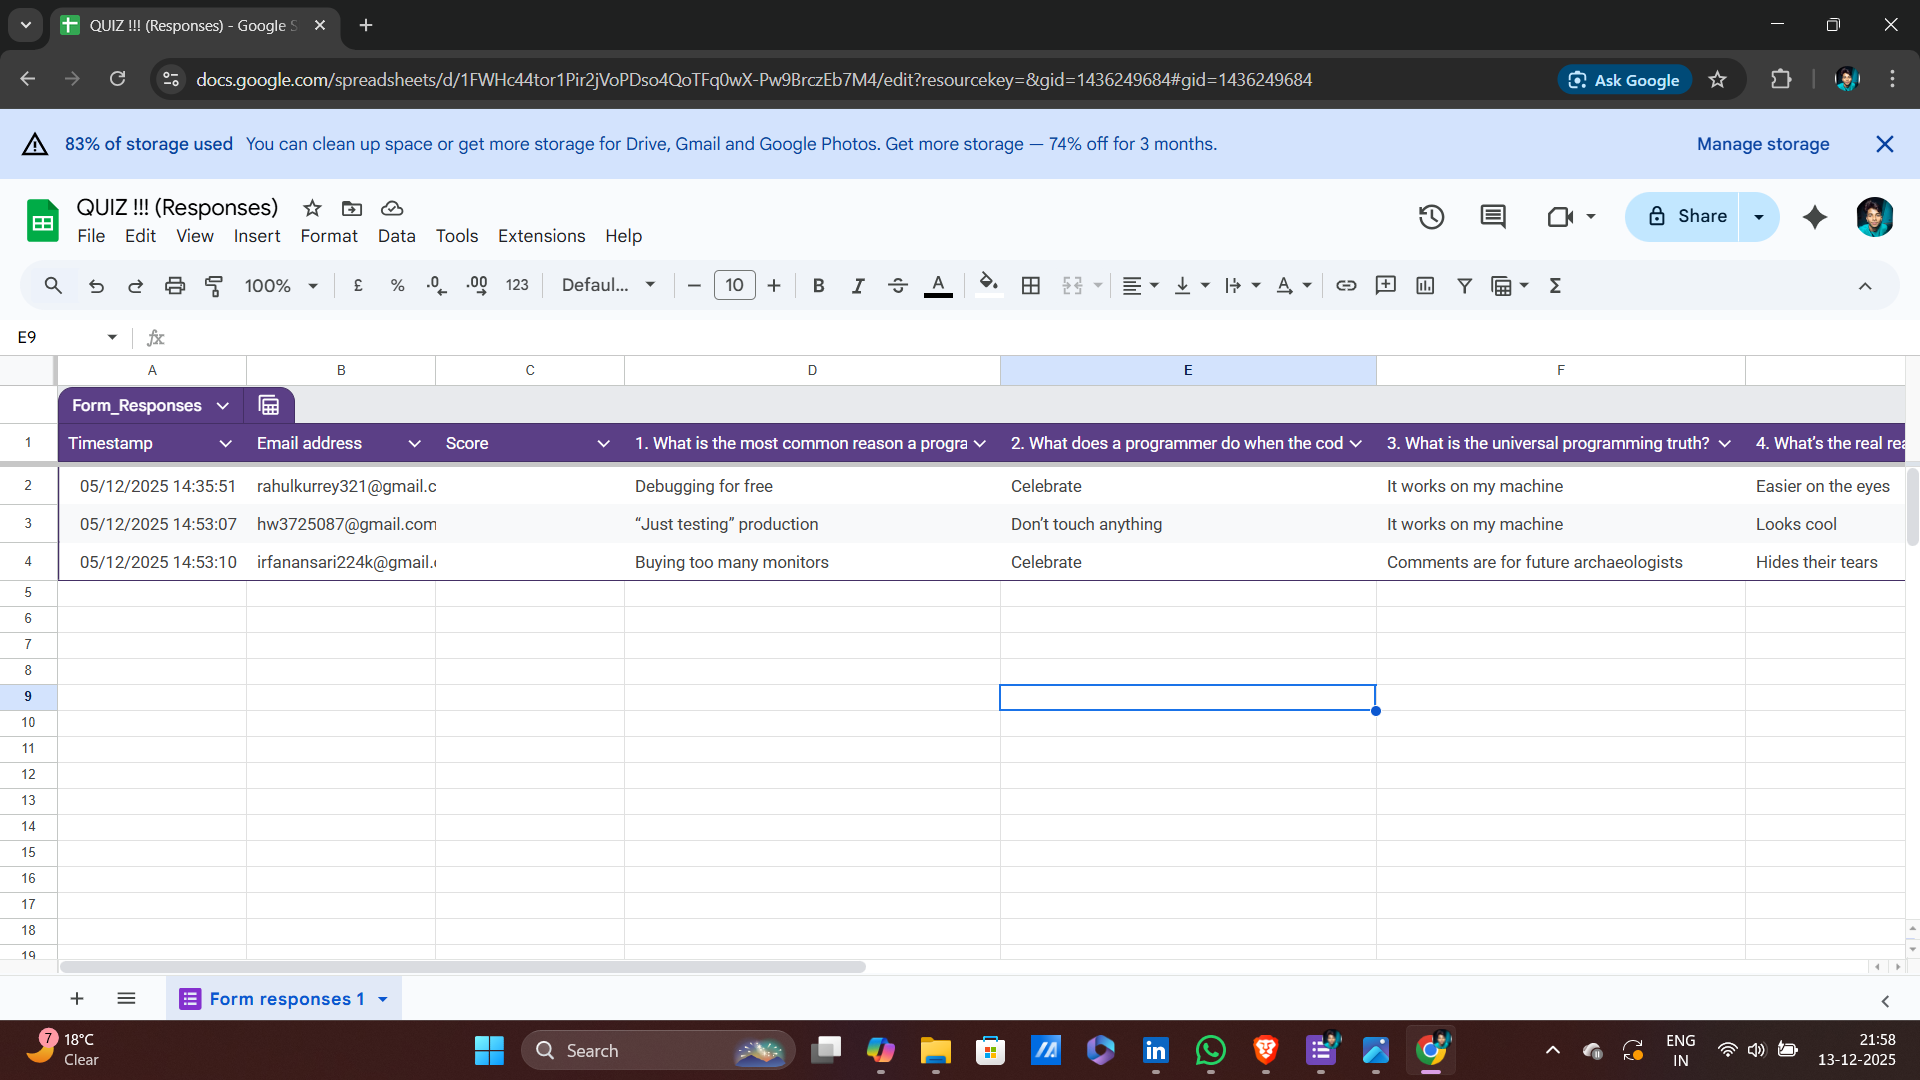 QUIZ !!! (Responses) - Google S
docs.google.com/spreadsheets/d/1FWHc44tor1Pir2jVoPDso4QoTFq0wX-Pw9BrczEb7M4/edit?resourcekey=&gid=1436249684#gid=1436249684
Ask Google
83% of storage used You can clean up space or get more storage for Drive, Gmail and Google Photos. Get more storage — 74% off for 3 months.
Manage storage
QUIZ !!! (Responses)
File Edit View Insert Format Data Tools Extensions Help
Share
100% £ % .0 .00 123 Defaul... 10 B I S A
E9 fx
A B C D E F
Form_Responses
1 Timestamp Email address Score 1. What is the most common reason a progra 2. What does a programmer do when the cod 3. What is the universal programming truth? 4. What's the real rea
2 05/12/2025 14:35:51 rahulkurrey321@gmail.c Debugging for free Celebrate It works on my machine Easier on the eyes
3 05/12/2025 14:53:07 hw3725087@gmail.com “Just testing” production Don’t touch anything It works on my machine Looks cool
4 05/12/2025 14:53:10 irfanansari224k@gmail. Buying too many monitors Celebrate Comments are for future archaeologists Hides their tears
5
6
7
8
9
10
11
12
13
14
15
16
17
18
19
Form responses 1
7 18°C
Clear
Search
ENG
IN
21:58
13-12-2025